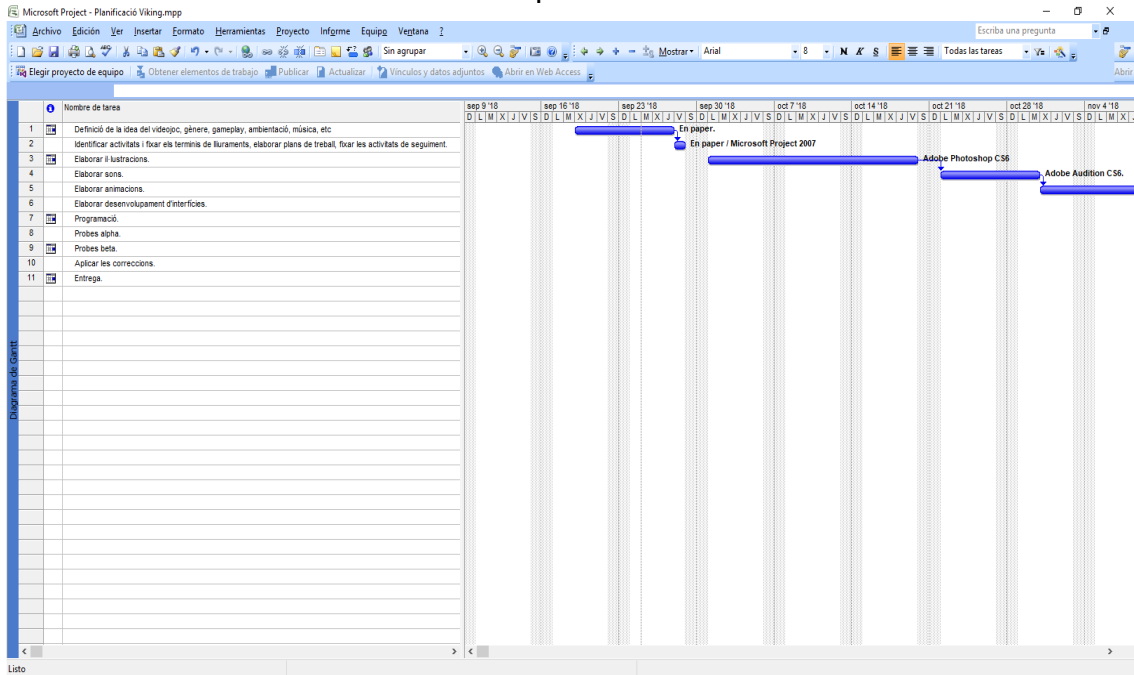 Microsoft Project - Planificació Viking.mpp
Archivo Edición Ver Insertar Formato Herramientas Proyecto Informe Equipo Ventana ?
Escriba una pregunta
Sin agrupar Mostrar Arial 8 N K S Todas las tareas
Elegir proyecto de equipo Obtener elementos de trabajo Publicar Actualizar Vínculos y datos adjuntos Abrir en Web Access Abrir
Nombre de tarea
sep 9 '18 sep 16 '18 sep 23 '18 sep 30 '18 oct 7 '18 oct 14 '18 oct 21 '18 oct 28 '18 nov 4 '18
D L M X J V S D L M X J V S D L M X J V S D L M X J V S D L M X J V S D L M X J V S D L M X J V S D L M X J V S D L M X J
1 Definició de la idea del videojoc, gènere, gameplay, ambientació, música, etc En paper.
2 Identificar activitats i fixar els terminis de lliuraments, elaborar plans de treball, fixar les activitats de seguiment. En paper / Microsoft Project 2007
3 Elaborar il·lustracions. Adobe Photoshop CS6
4 Elaborar sons. Adobe Audition CS6.
5 Elaborar animacions.
6 Elaborar desenvolupament d'interfícies.
7 Programació.
8 Probes alpha.
9 Probes beta.
10 Aplicar les correccions.
11 Entrega.
Diagrama de Gantt
Listo